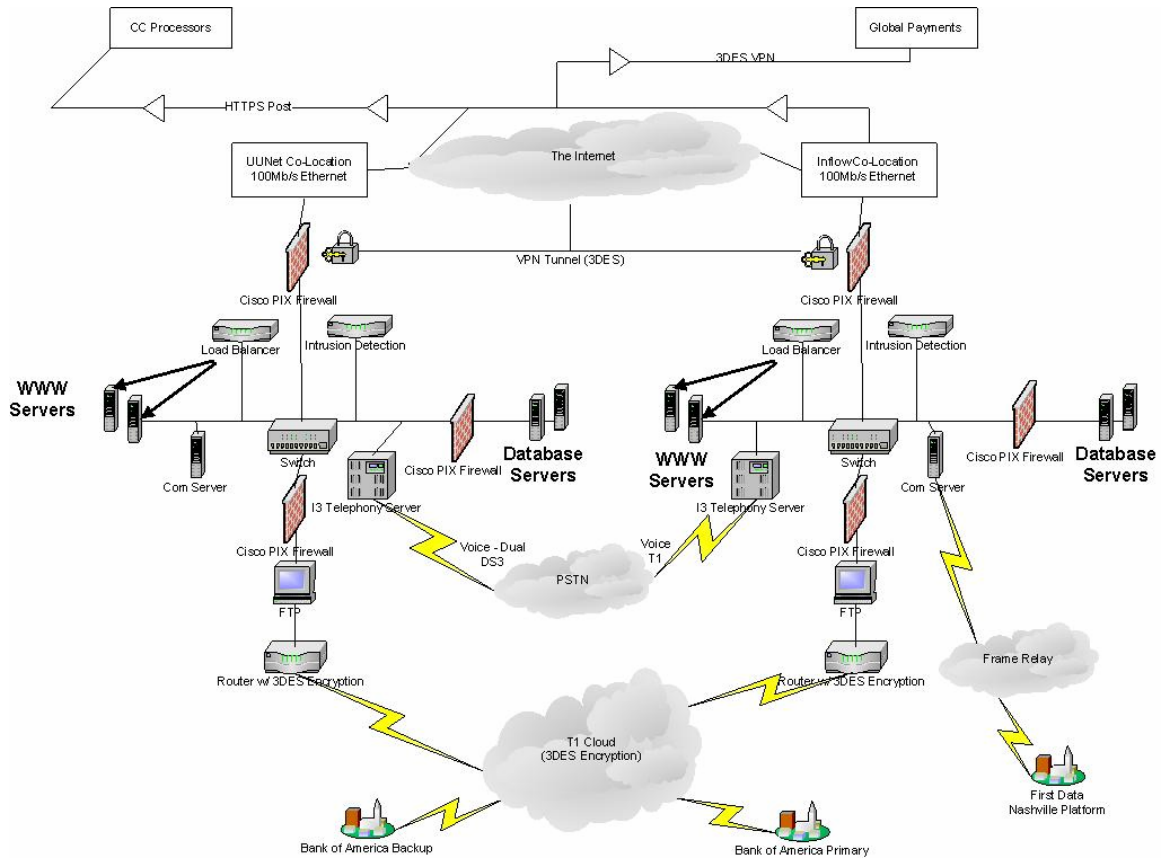 CC Processors
Global Payments
3DES VPN
HTTPS Post
The Internet
UUNet Co-Location
100Mb/s Ethernet
InflowCo-Location
100Mb/s Ethernet
VPN Tunnel (3DES)
Cisco PIX Firewall
Cisco PIX Firewall
Load Balancer
Intrusion Detection
Load Balancer
Intrusion Detection
WWW
Servers
Switch
Com Server
Cisco PIX Firewall
Database
Servers
I3 Telephony Server
WWW
Servers
Switch
Com Server
Cisco PIX Firewall
Database
Servers
I3 Telephony Server
Cisco PIX Firewall
Voice - Dual
DS3
PSTN
Voice
T1
Cisco PIX Firewall
FTP
FTP
Router w/ 3DES Encryption
Router w/ 3DES Encryption
Frame Relay
T1 Cloud
(3DES Encryption)
First Data
Nashville Platform
Bank of America Backup
Bank of America Primary